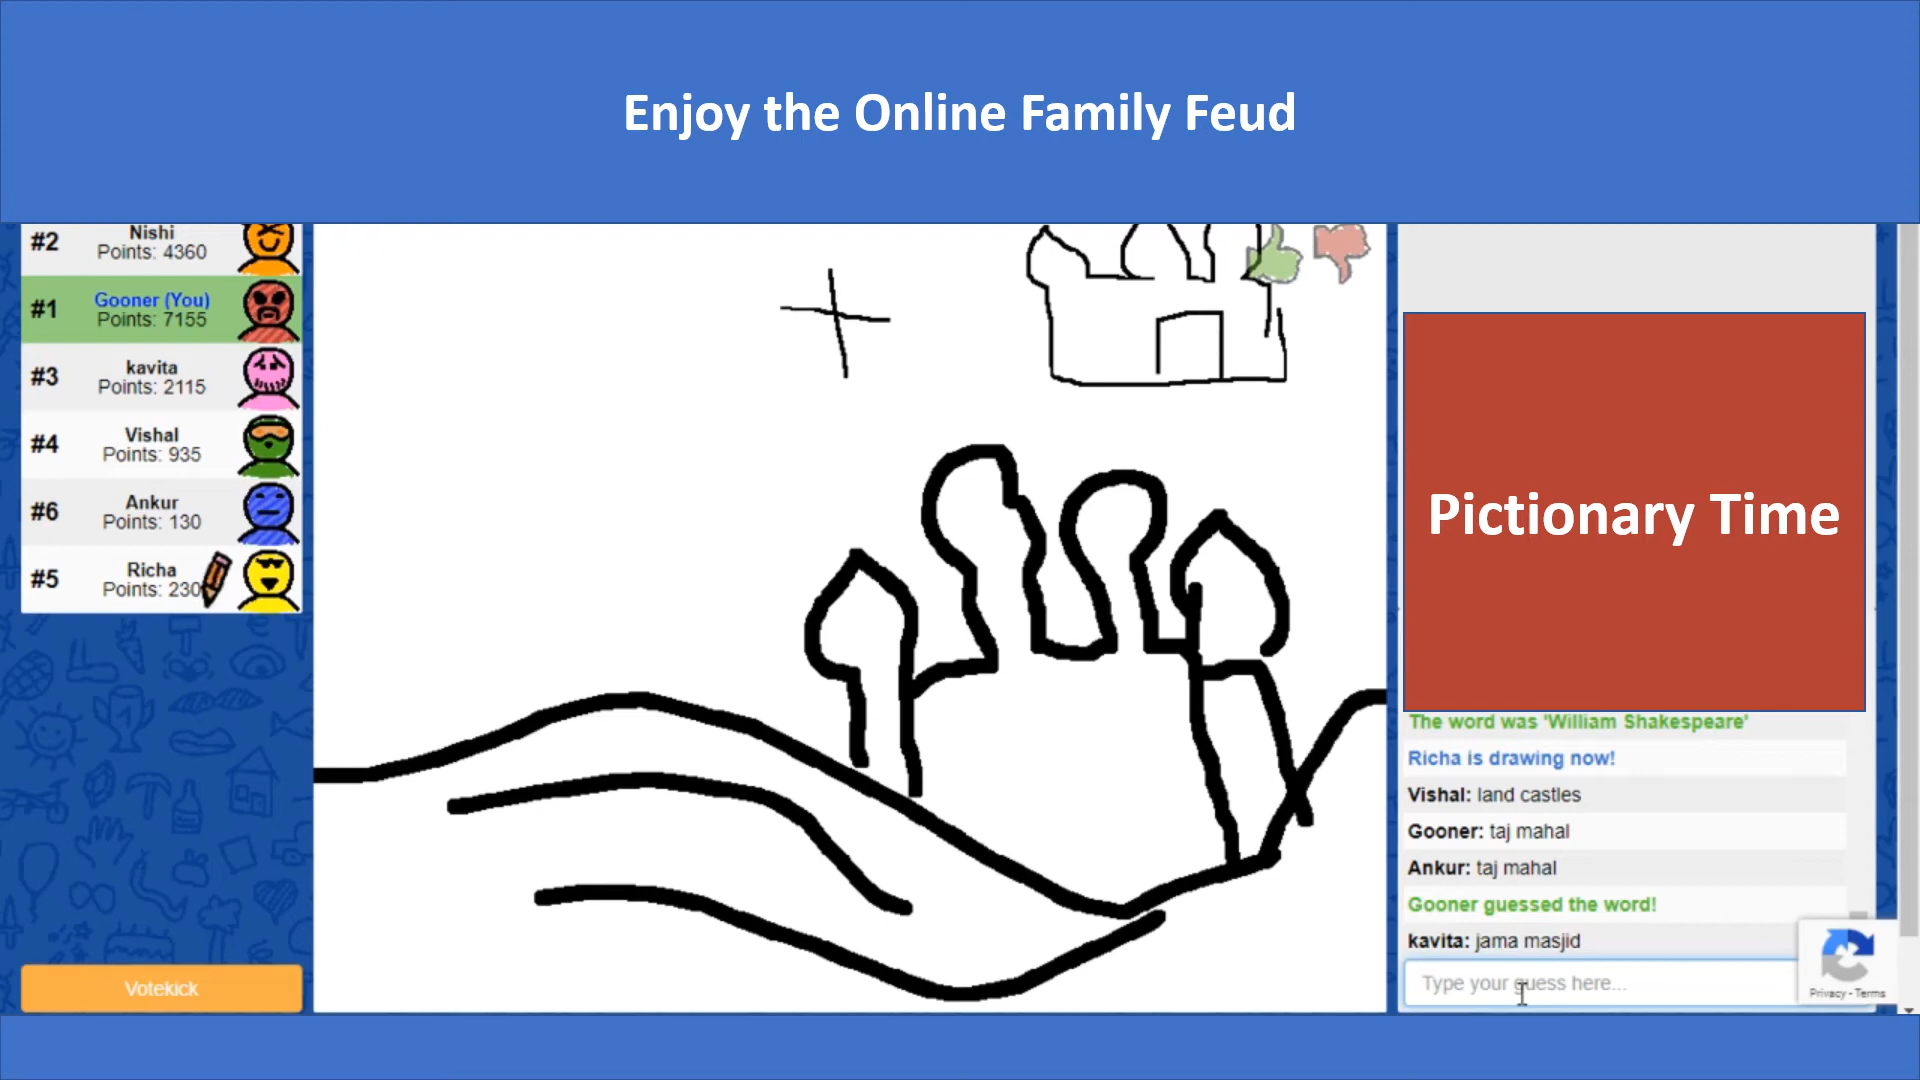 Enjoy the Online Family Feud
#2 Nishi
Points: 4360
#1 Gooner (You)
Points: 7155
#3 kavita
Points: 2115
#4 Vishal
Points: 935
#6 Ankur
Points: 130
#5 Richa
Points: 230
Votekick
Pictionary Time
The word was 'William Shakespeare'
Richa is drawing now!
Vishal: land castles
Gooner: taj mahal
Ankur: taj mahal
Gooner guessed the word!
kavita: jama masjid
Type your guess here...
Privacy - Terms